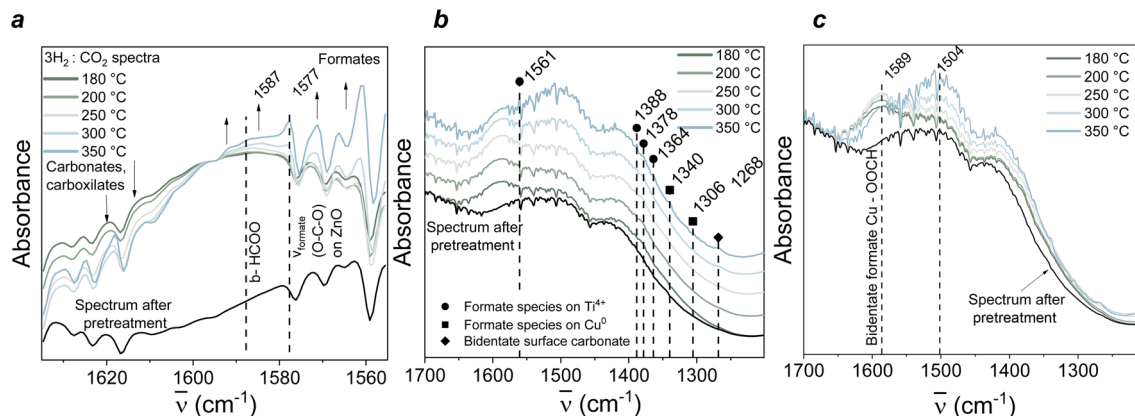 a
3H2 : CO2 spectra
180 °C
200 °C
250 °C
300 °C
350 °C
Carbonates,
carboxilates
1587
1577
Formates
b- HCOO
νformate
(O-C-O)
on ZnO
Spectrum after
pretreatment
Absorbance
1620
1600
1580
1560
ν̅ (cm-1)
b
180 °C
200 °C
250 °C
300 °C
350 °C
1561
1388
1378
1364
1340
1306
1268
Spectrum after
pretreatment
Formate species on Ti4+
Formate species on Cu0
Bidentate surface carbonate
Absorbance
1700
1600
1500
1400
1300
ν̅ (cm-1)
c
180 °C
200 °C
250 °C
300 °C
350 °C
1589
1504
Bidentate formate Cu - OOCH
Spectrum after
pretreatment
Absorbance
1700
1600
1500
1400
1300
ν̅ (cm-1)